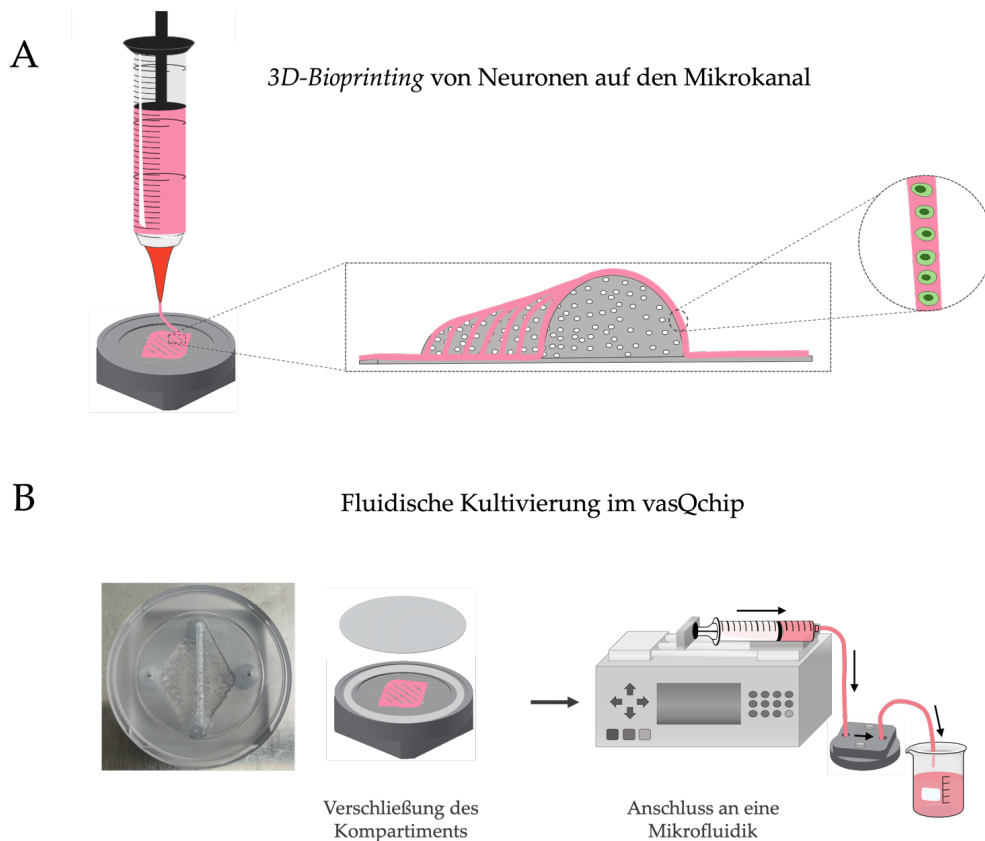 A
3D-Bioprinting von Neuronen auf den Mikrokanal
B
Fluidische Kultivierung im vasQchip
Verschließung des
Kompartiments
Anschluss an eine
Mikrofluidik